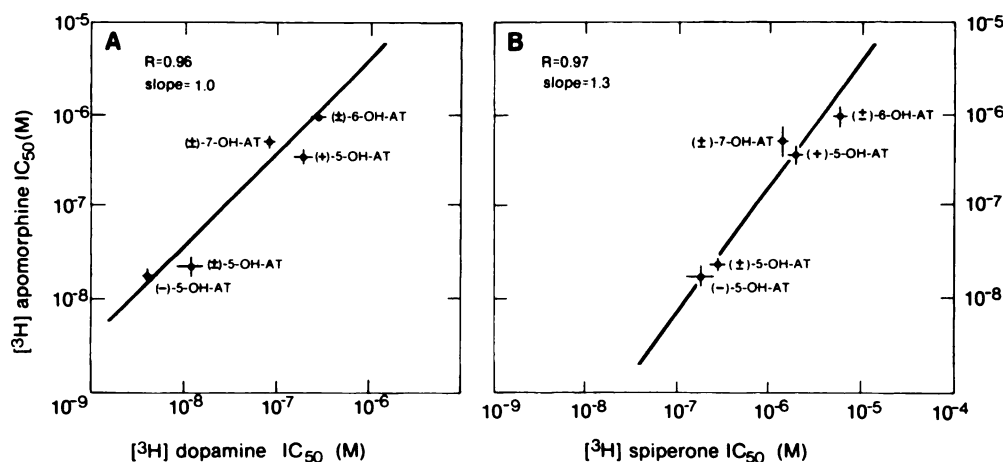 A
R=0.96
slope=1.0
(±)-7-OH-AT
(±)-6-OH-AT
(+)-5-OH-AT
(±)-5-OH-AT
(-)-5-OH-AT
10-5
10-6
10-7
10-8
[3H] apomorphine IC50(M)
10-9
10-8
10-7
10-6
10-5
[3H] dopamine IC50 (M)
B
R=0.97
slope=1.3
(±)-7-OH-AT
(±)-6-OH-AT
(+)-5-OH-AT
(±)-5-OH-AT
(-)-5-OH-AT
10-5
10-6
10-7
10-8
10-9
10-8
10-7
10-6
10-5
10-4
[3H] spiperone IC50 (M)